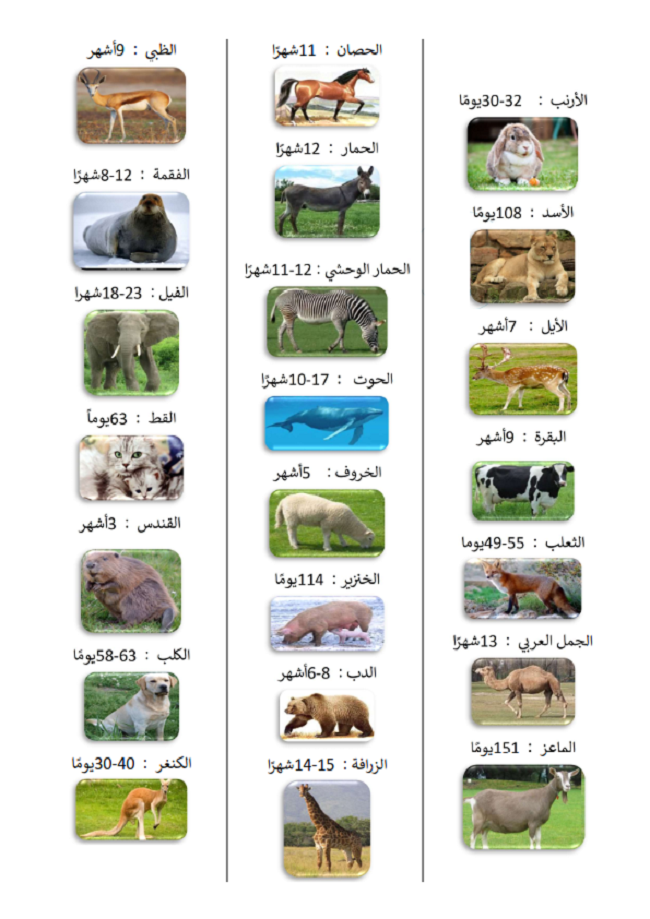 الأرنب : 32-30يومًا
الأسد : 108يومًا
الأيل : 7أشهر
البقرة : 9أشهر
الثعلب : 55-49يوما
الجمل العربي : 13شهرًا
الماعز : 151يومًا
الحصان : 11شهرًا
الحمار : 12شهرًا
الحمار الوحشي : 12-11شهرًا
الحوت : 17-10شهرًا
الخروف : 5أشهر
الخنزير : 114يومًا
الدب : 8-6أشهر
الزرافة : 15-14شهرًا
الظبي : 9أشهر
الفقمة : 12-8شهرًا
الفيل : 23-18شهرا
القط : 63يوماً
القندس : 3أشهر
الكلب : 63-58يومًا
الكنغر : 40-30يومًا